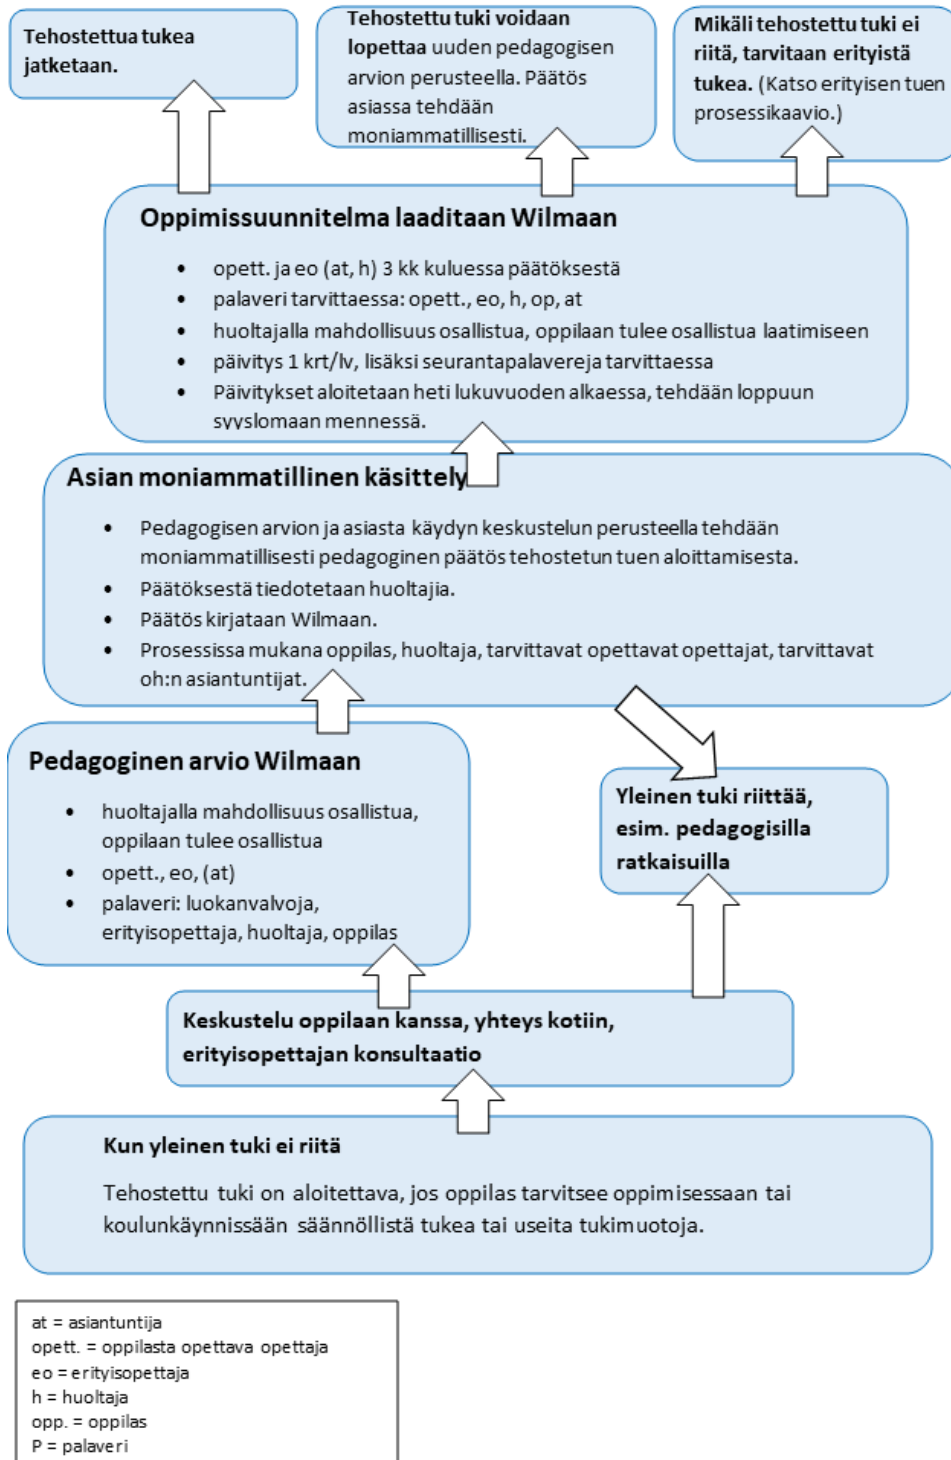 Tehostettua tukea
jatketaan.
Tehostettu tuki voidaan
lopettaa uuden pedagogisen
arvion perusteella. Päätös
asiassa tehdään
moniammatillisesti.
Mikäli tehostettu tuki ei
riitä, tarvitaan erityistä
tukea. (Katso erityisen tuen
prosessikaavio.)
Oppimissuunnitelma laaditaan Wilmaan
• opett. ja eo (at, h) 3 kk kuluessa päätöksestä
• palaveri tarvittaessa: opett., eo, h, op, at
• huoltajalla mahdollisuus osallistua, oppilaan tulee osallistua laatimiseen
• päivitys 1 krt/lv, lisäksi seurantapalavereja tarvittaessa
• Päivitykset aloitetaan heti lukuvuoden alkaessa, tehdään loppuun
syyslomaan mennessä.
Asian moniammatillinen käsittely
• Pedagogisen arvion ja asiasta käydyn keskustelun perusteella tehdään
moniammatillisesti pedagoginen päätös tehostetun tuen aloittamisesta.
• Päätöksestä tiedotetaan huoltajia.
• Päätös kirjataan Wilmaan.
• Prosessissa mukana oppilas, huoltaja, tarvittavat opettavat opettajat, tarvittavat
oh:n asiantuntijat.
Pedagoginen arvio Wilmaan
• huoltajalla mahdollisuus osallistua,
oppilaan tulee osallistua
• opett., eo, (at)
• palaveri: luokanvalvoja,
erityisopettaja, huoltaja, oppilas
Yleinen tuki riittää,
esim. pedagogisilla
ratkaisuilla
Keskustelu oppilaan kanssa, yhteys kotiin,
erityisopettajan konsultaatio
Kun yleinen tuki ei riitä
Tehostettu tuki on aloitettava, jos oppilas tarvitsee oppimisessaan tai
koulunkäynnissään säännöllistä tukea tai useita tukimuotoja.
at = asiantuntija
opett. = oppilasta opettava opettaja
eo = erityisopettaja
h = huoltaja
opp. = oppilas
P = palaveri